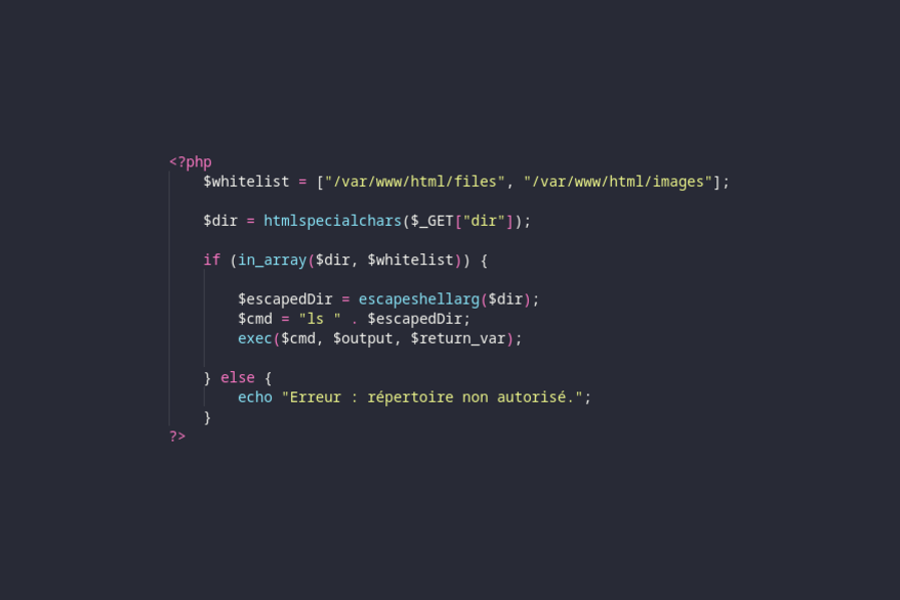 <?php
$whitelist = ["/var/www/html/files", "/var/www/html/images"];
$dir = htmlspecialchars($_GET["dir"]);
if (in_array($dir, $whitelist)) {
$escapedDir = escapeshellarg($dir);
$cmd = "ls " . $escapedDir;
exec($cmd, $output, $return_var);
} else {
echo "Erreur : répertoire non autorisé.";
}
?>